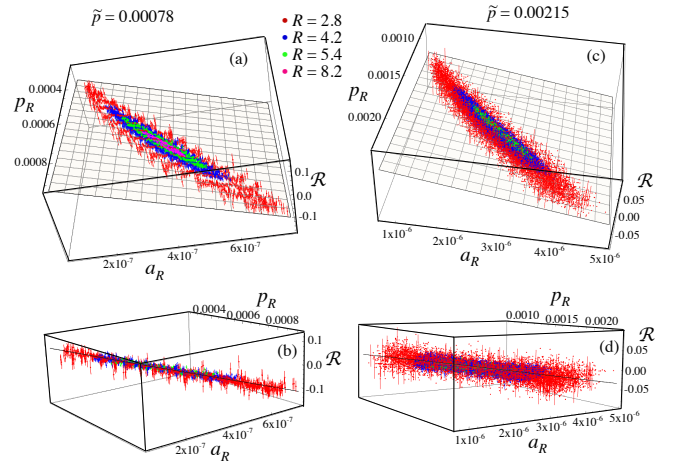 p̃ = 0.00078
R = 2.8
R = 4.2
R = 5.4
R = 8.2
p̃ = 0.00215
(a)
0.0004
p_R
0.0006
0.0008
0.1
ℛ
0.0
-0.1
2x10⁻⁷
4x10⁻⁷
6x10⁻⁷
a_R
(c)
0.0010
0.0015
p_R
0.0020
0.05
ℛ
0.00
-0.05
1x10⁻⁶
2x10⁻⁶
3x10⁻⁶
4x10⁻⁶
5x10⁻⁶
a_R
p_R
0.0004
0.0006
0.0008
(b)
0.1
ℛ
0.0
-0.1
2x10⁻⁷
4x10⁻⁷
6x10⁻⁷
a_R
p_R
0.0010
0.0015
0.0020
(d)
ℛ
0.05
0.00
-0.05
1x10⁻⁶
2x10⁻⁶
3x10⁻⁶
4x10⁻⁶
5x10⁻⁶
a_R